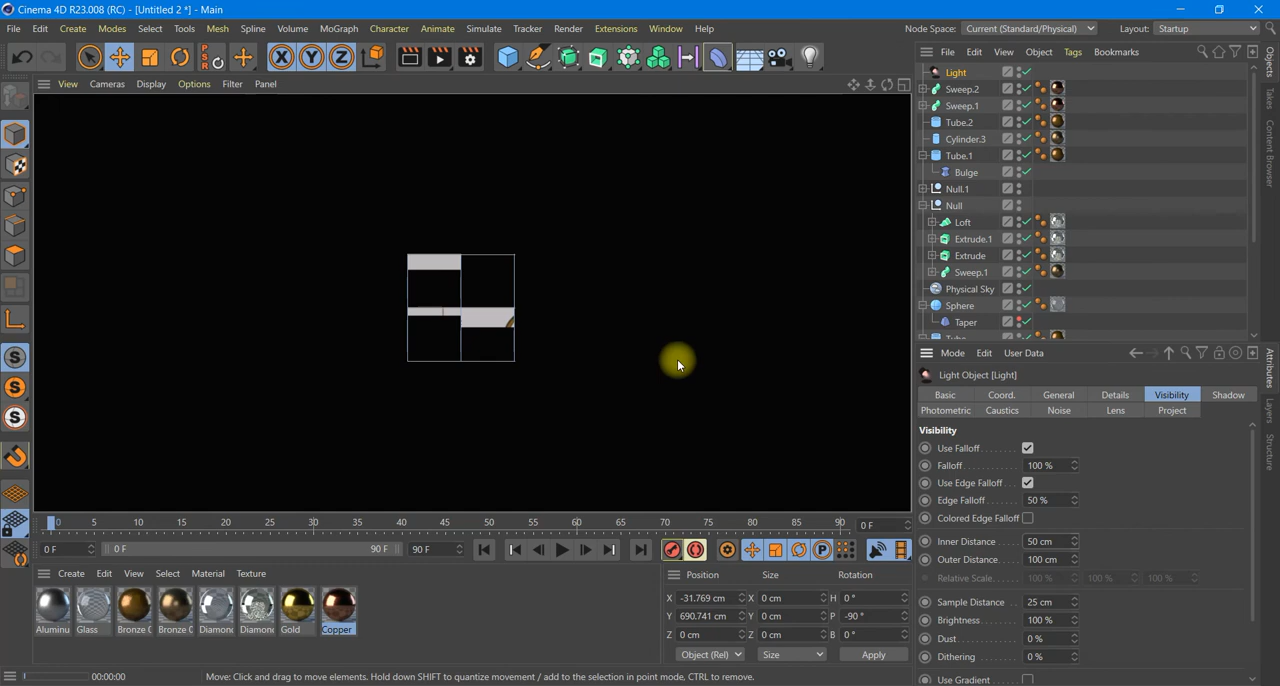 Cinema 4D R23.008 (RC) - [Untitled 2 *] - Main
File Edit Create Modes Select Tools Mesh Spline Volume MoGraph Character Animate Simulate Tracker Render Extensions Window Help Node Space: Current (Standard/Physical) Layout: Startup
File Edit View Object Tags Bookmarks
View Cameras Display Options Filter Panel
Light
Sweep.2
Sweep.1
Tube.2
Cylinder.3
Tube.1
Bulge
Null.1
Null
Loft
Extrude.1
Extrude
Sweep.1
Physical Sky
Sphere
Taper
Tube
Objects
Takes
Content Browser
Mode Edit User Data
Light Object [Light]
Basic Coord. General Details Visibility Shadow
Photometric Caustics Noise Lens Project
Visibility
Use Falloff
Falloff 100 %
Use Edge Falloff
Edge Falloff 50 %
Colored Edge Falloff
Inner Distance 50 cm
Outer Distance 100 cm
Relative Scale 100 % 100 % 100 %
Sample Distance 25 cm
Brightness 100 %
Dust 0 %
Dithering 0 %
Use Gradient
Attributes
Layers
Structure
0 5 10 15 20 25 30 35 40 45 50 55 60 65 70 75 80 85 90 0 F
0 F 0 F 90 F 90 F
Create Edit View Select Material Texture
Aluminu Glass Bronze ( Bronze ( Diamond Diamond Gold Copper
Position Size Rotation
X -31.769 cm X 0 cm H 0 °
Y 690.741 cm Y 0 cm P -90 °
Z 0 cm Z 0 cm B 0 °
Object (Rel) Size Apply
00:00:00 Move: Click and drag to move elements. Hold down SHIFT to quantize movement / add to the selection in point mode, CTRL to remove.